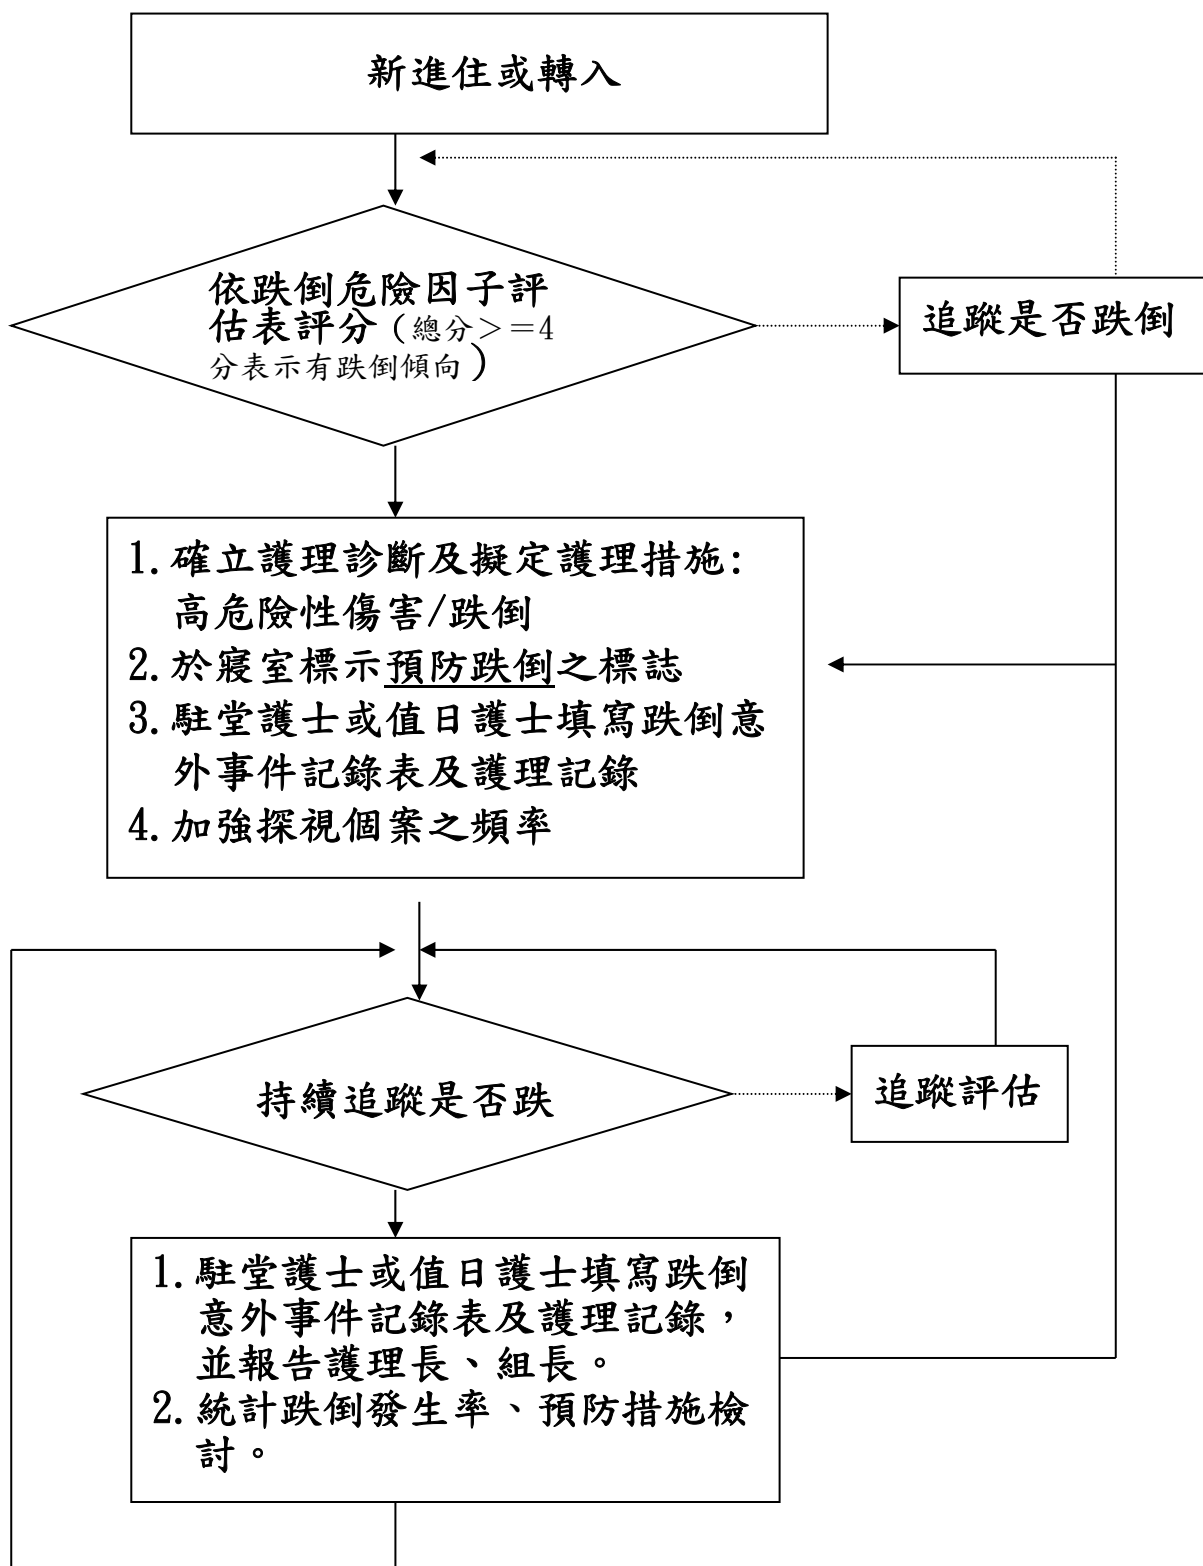 新進住或轉入
依跌倒危險因子評
估表評分（總分＞＝4
分表示有跌倒傾向）
追蹤是否跌倒
1.確立護理診斷及擬定護理措施:
高危險性傷害/跌倒
2.於寢室標示預防跌倒之標誌
3.駐堂護士或值日護士填寫跌倒意
外事件記錄表及護理記錄
4.加強探視個案之頻率
持續追蹤是否跌
追蹤評估
1.駐堂護士或值日護士填寫跌倒
意外事件記錄表及護理記錄，
並報告護理長、組長。
2.統計跌倒發生率、預防措施檢
討。